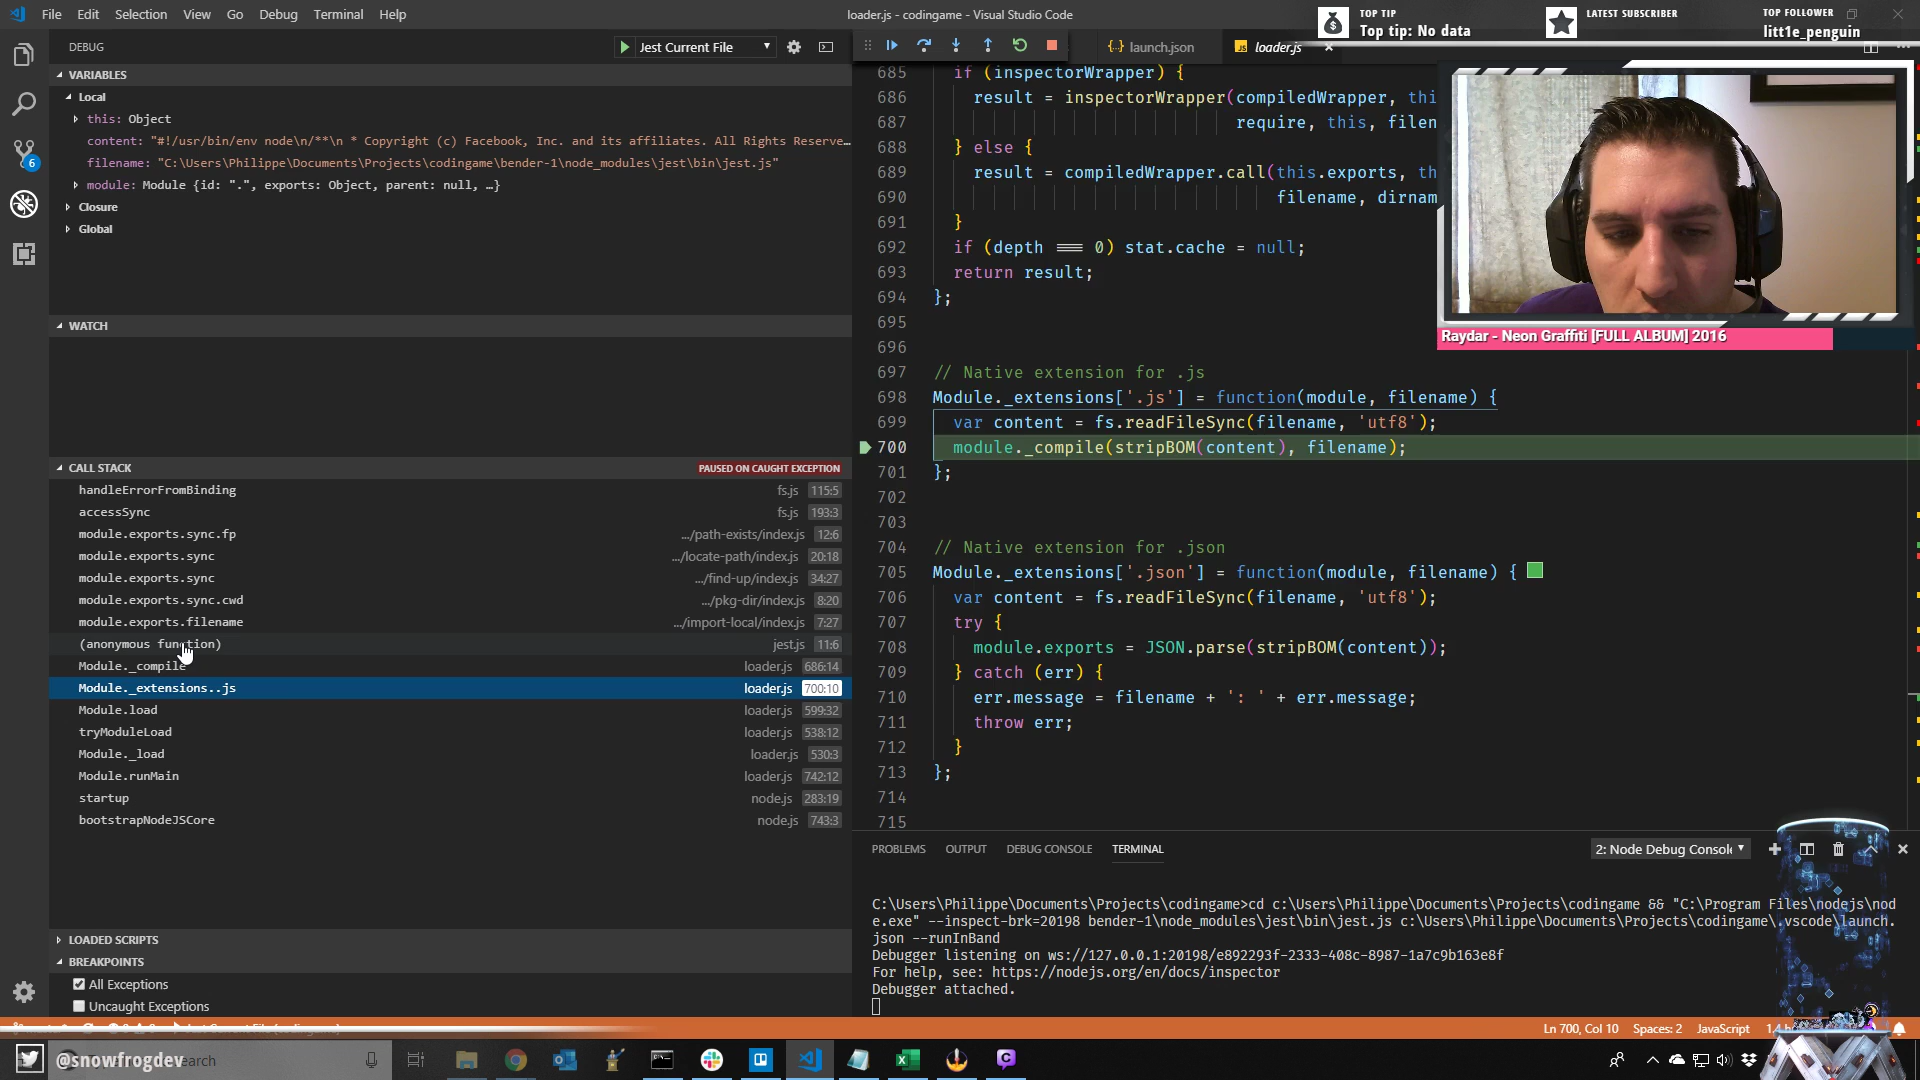 File Edit Selection View Go Debug Terminal Help
loader.js - codingame - Visual Studio Code
TOP TIP
Top tip: No data
LATEST SUBSCRIBER
TOP FOLLOWER
litt1e_penguin
DEBUG
Jest Current File
launch.json
loader.js
VARIABLES
Local
this: Object
content: "#!/usr/bin/env node\n/**\n * Copyright (c) Facebook, Inc. and its affiliates. All Rights Reserve…
filename: "C:\Users\Philippe\Documents\Projects\codingame\bender-1\node_modules\jest\bin\jest.js"
module: Module {id: ".", exports: Object, parent: null, …}
Closure
Global
WATCH
CALL STACK
PAUSED ON CAUGHT EXCEPTION
handleErrorFromBinding fs.js 115:5
accessSync fs.js 193:3
module.exports.sync.fp .../path-exists/index.js 12:6
module.exports.sync .../locate-path/index.js 20:18
module.exports.sync .../find-up/index.js 34:27
module.exports.sync.cwd .../pkg-dir/index.js 8:20
module.exports.filename .../import-local/index.js 7:27
(anonymous function) jest.js 11:6
Module._compile loader.js 686:14
Module._extensions..js loader.js 700:10
Module.load loader.js 599:32
tryModuleLoad loader.js 538:12
Module._load loader.js 530:3
Module.runMain loader.js 742:12
startup node.js 283:19
bootstrapNodeJSCore node.js 743:3
LOADED SCRIPTS
BREAKPOINTS
All Exceptions
Uncaught Exceptions
685 if (inspectorWrapper) {
686 result = inspectorWrapper(compiledWrapper, thi
687 require, this, filen
688 } else {
689 result = compiledWrapper.call(this.exports, th
690 filename, dirnam
691 }
692 if (depth === 0) stat.cache = null;
693 return result;
694 };
695
696
697 // Native extension for .js
698 Module._extensions['.js'] = function(module, filename) {
699 var content = fs.readFileSync(filename, 'utf8');
700 module._compile(stripBOM(content), filename);
701 };
702
703
704 // Native extension for .json
705 Module._extensions['.json'] = function(module, filename) {
706 var content = fs.readFileSync(filename, 'utf8');
707 try {
708 module.exports = JSON.parse(stripBOM(content));
709 } catch (err) {
710 err.message = filename + ': ' + err.message;
711 throw err;
712 }
713 };
714
715
Raydar - Neon Graffiti [FULL ALBUM] 2016
PROBLEMS OUTPUT DEBUG CONSOLE TERMINAL
2: Node Debug Console
C:\Users\Philippe\Documents\Projects\codingame>cd c:\Users\Philippe\Documents\Projects\codingame && "C:\Program Files\nodejs\nod
e.exe" --inspect-brk=20198 bender-1\node_modules\jest\bin\jest.js c:\Users\Philippe\Documents\Projects\codingame\.vscode\launch.
json --runInBand
Debugger listening on ws://127.0.0.1:20198/e892293f-2333-408c-8987-1a7c9b163e8f
For help, see: https://nodejs.org/en/docs/inspector
Debugger attached.
Ln 700, Col 10 Spaces: 2 JavaScript
6
@snowfrogdev